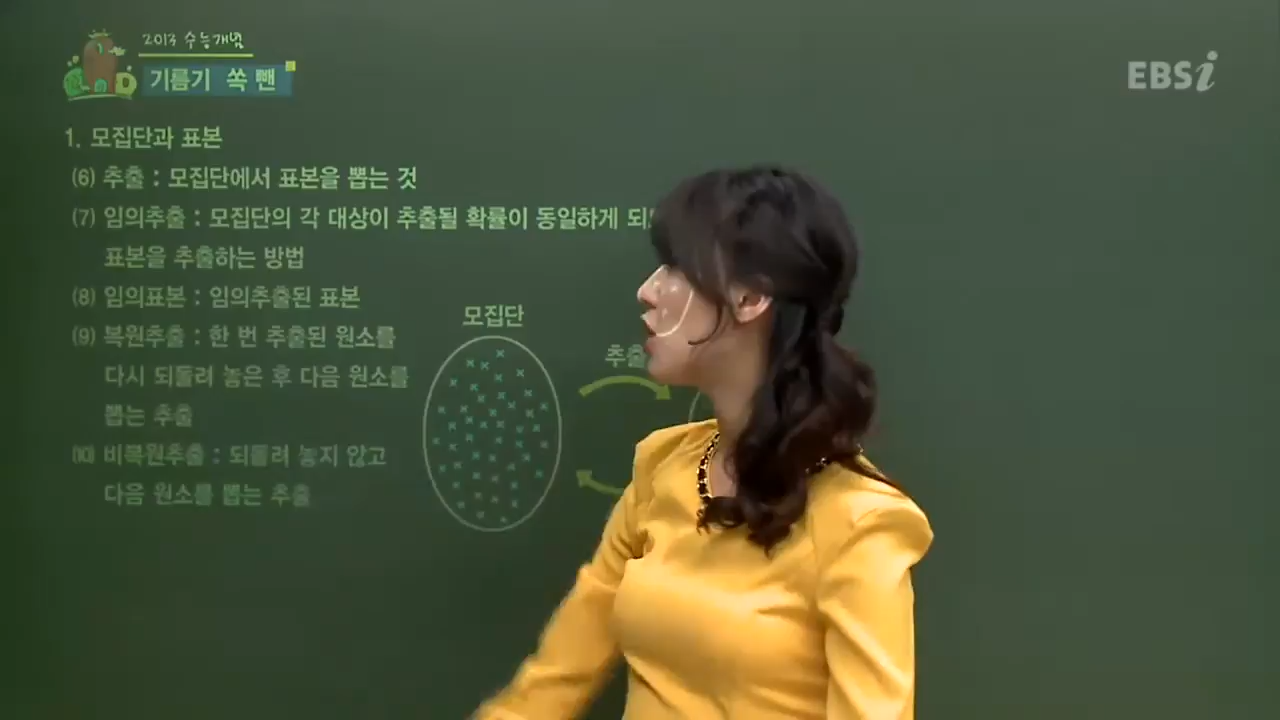 2013 수능개념
기름기 쏙 뺀
EBSi
1. 모집단과 표본
(6) 추출 : 모집단에서 표본을 뽑는 것
(7) 임의추출 : 모집단의 각 대상이 추출될 확률이 동일하게
표본을 추출하는 방법
(8) 임의표본 : 임의추출된 표본
(9) 복원추출 : 한 번 추출된 원소를
다시 되돌려 놓은 후 다음 원소를
뽑는 추출
(10) 비복원추출 : 되돌려 놓지 않고
다음 원소를 뽑는 추출
모집단
추출